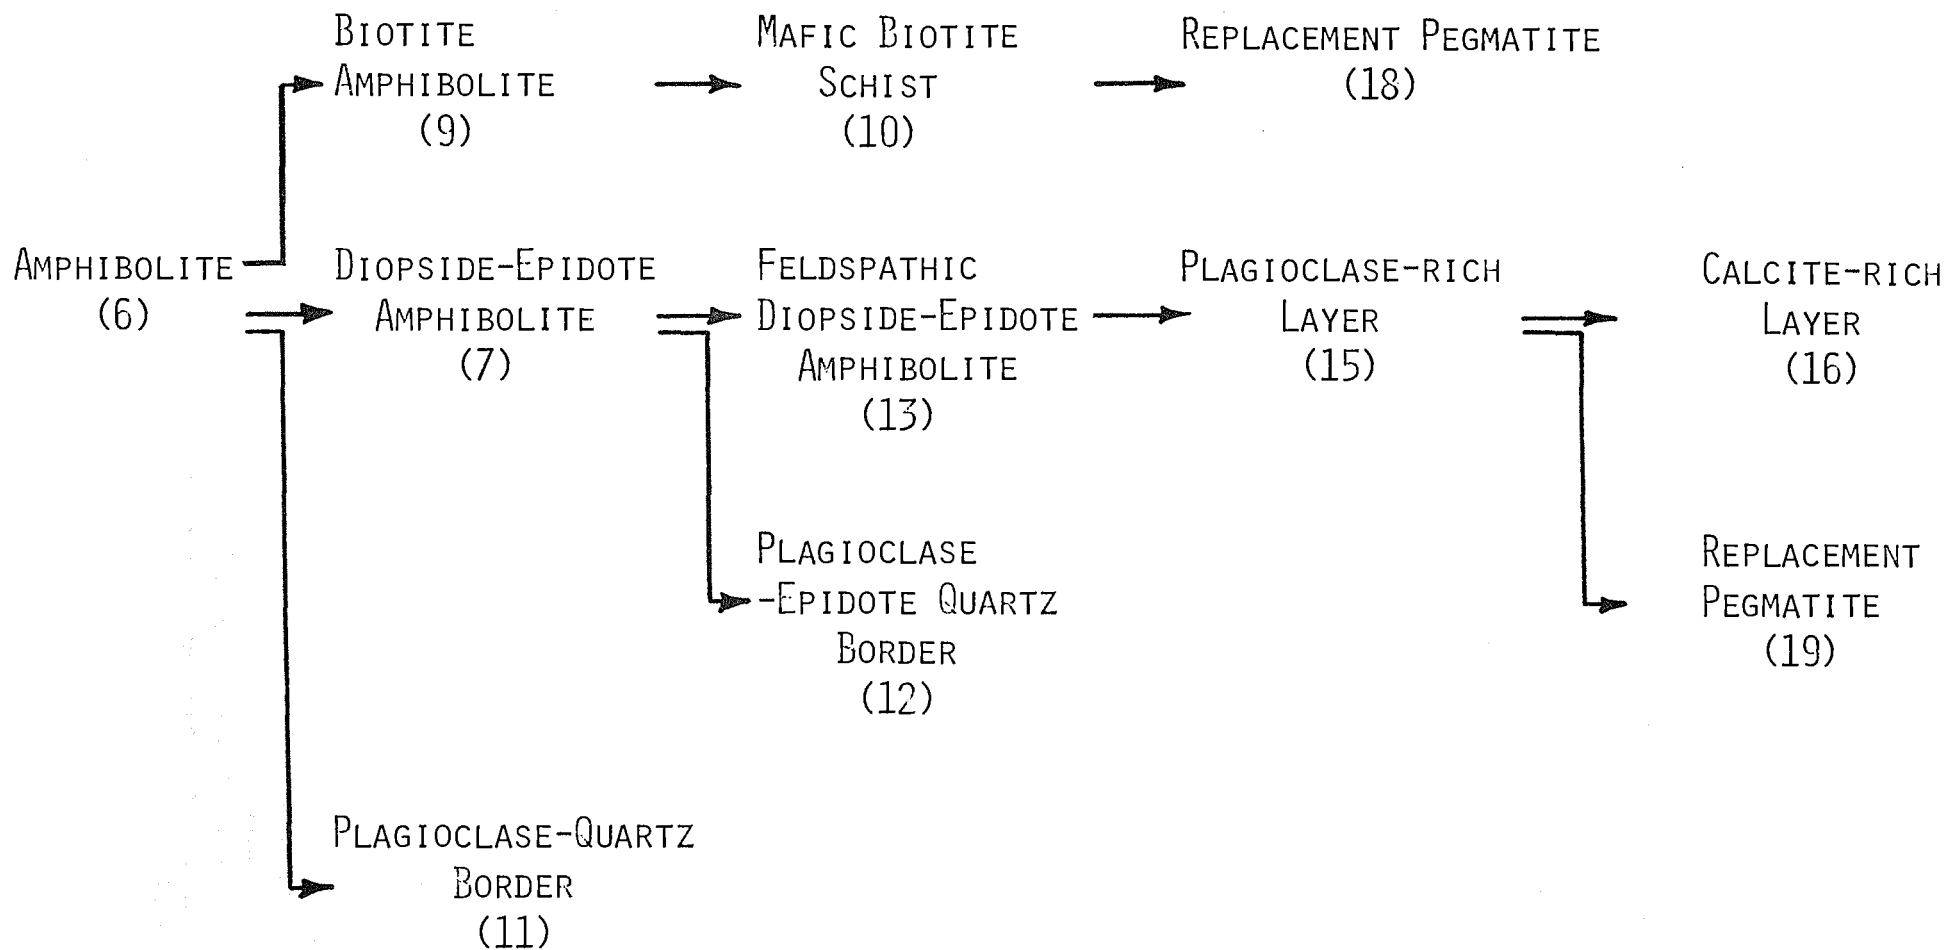 BIOTITE
AMPHIBOLITE
(9)
MAFIC BIOTITE
SCHIST
(10)
REPLACEMENT PEGMATITE
(18)
AMPHIBOLITE
(6)
DIOPSIDE-EPIDOTE
AMPHIBOLITE
(7)
FELDSPATHIC
DIOPSIDE-EPIDOTE
AMPHIBOLITE
(13)
PLAGIOCLASE-RICH
LAYER
(15)
CALCITE-RICH
LAYER
(16)
PLAGIOCLASE
-EPIDOTE QUARTZ
BORDER
(12)
REPLACEMENT
PEGMATITE
(19)
PLAGIOCLASE-QUARTZ
BORDER
(11)